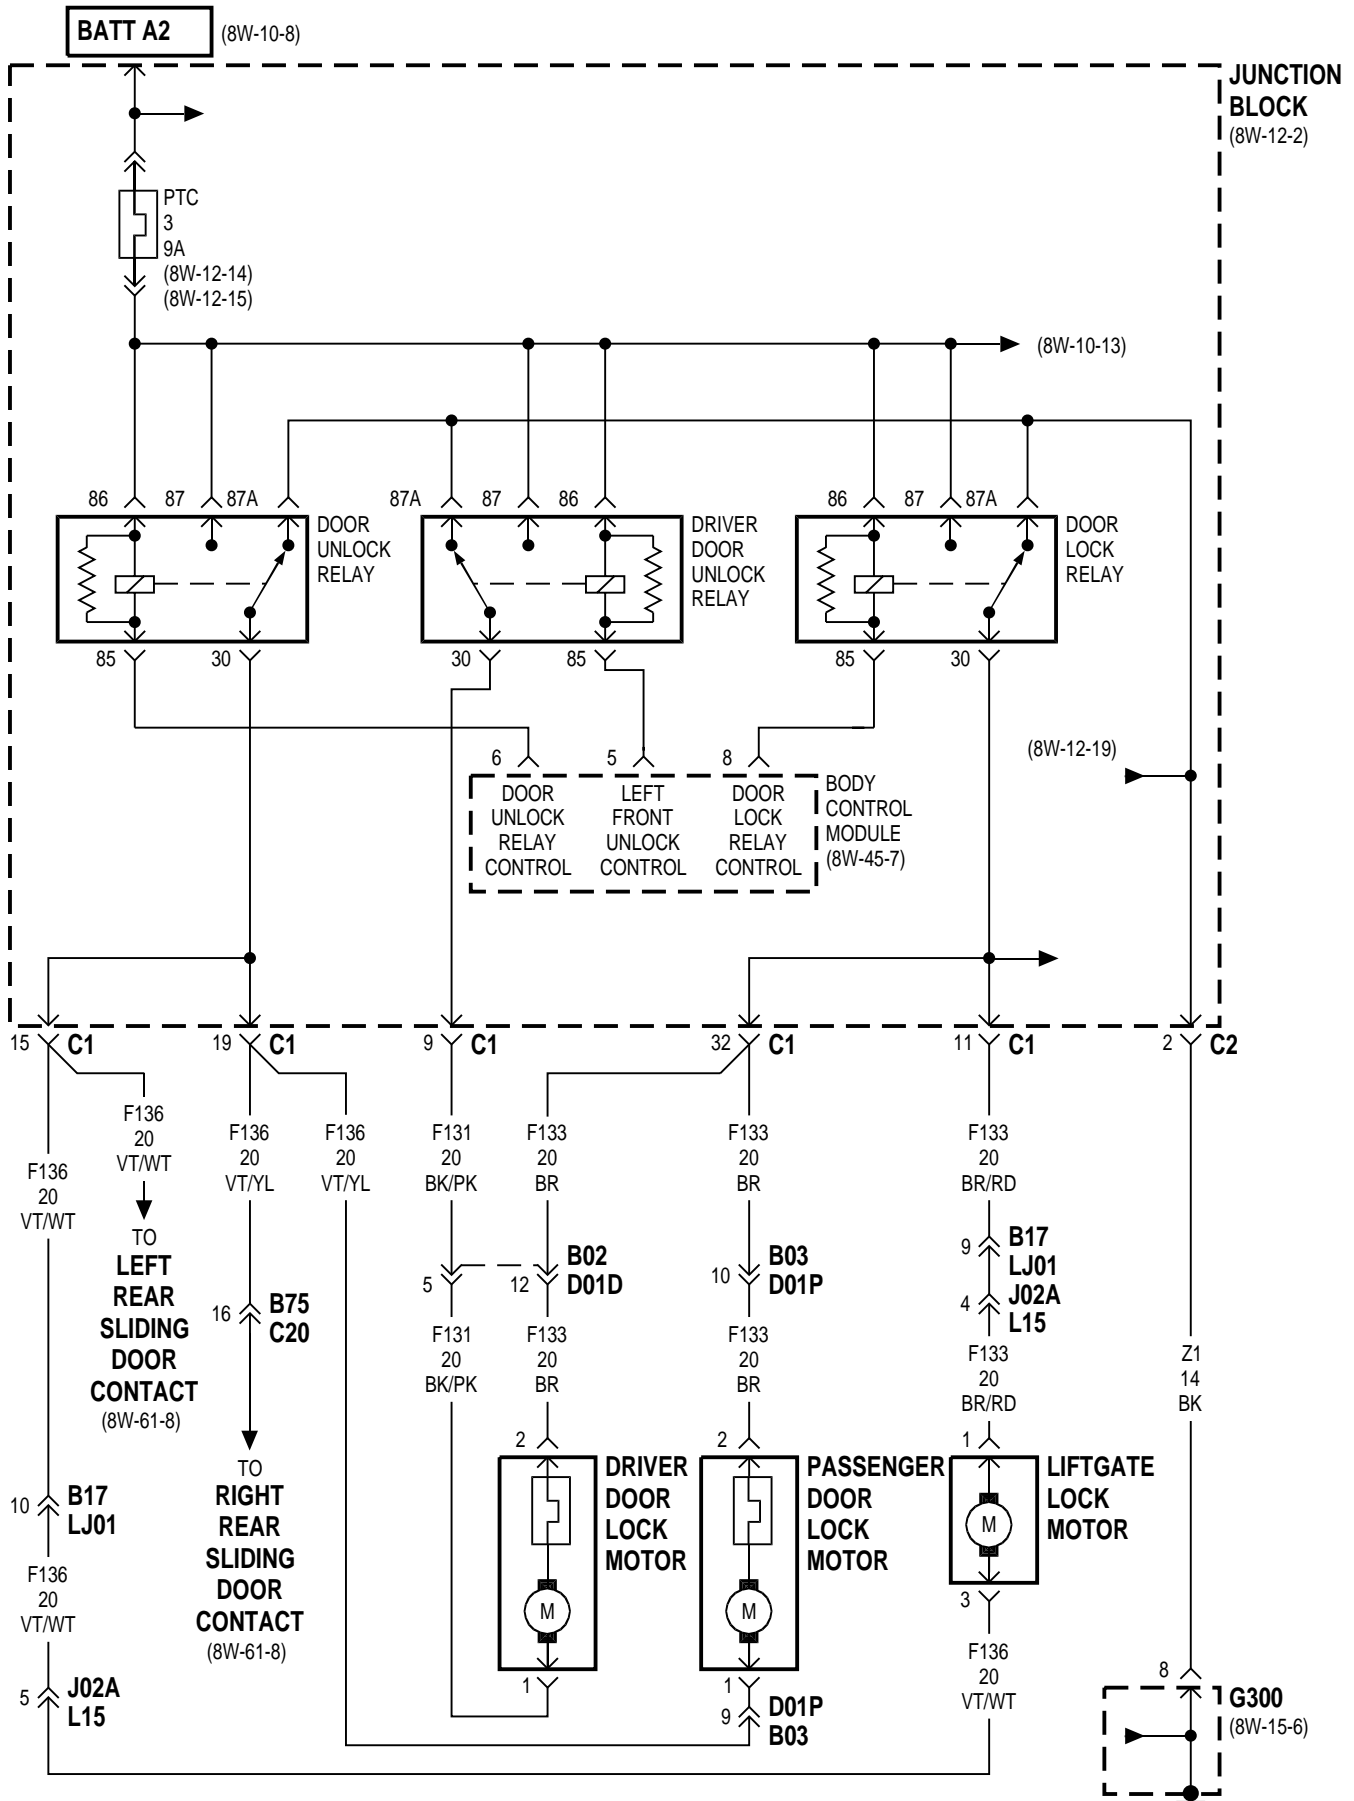 BATT A2
(8W-10-8)
JUNCTION
BLOCK
(8W-12-2)
PTC
3
9A
(8W-12-14)
(8W-12-15)
(8W-10-13)
86
87
87A
87A
87
86
86
87
87A
DOOR
UNLOCK
RELAY
DRIVER
DOOR
UNLOCK
RELAY
DOOR
LOCK
RELAY
85
30
30
85
85
30
(8W-12-19)
6
5
8
DOOR
UNLOCK
RELAY
CONTROL
LEFT
FRONT
UNLOCK
CONTROL
DOOR
LOCK
RELAY
CONTROL
BODY
CONTROL
MODULE
(8W-45-7)
15
C1
19
C1
9
C1
32
C1
11
C1
2
C2
F136
20
VT/WT
F136
20
VT/WT
F136
20
VT/YL
F136
20
VT/YL
F131
20
BK/PK
F133
20
BR
F133
20
BR
F133
20
BR/RD
TO
LEFT
REAR
SLIDING
DOOR
CONTACT
(8W-61-8)
16
B75
C20
5
12
B02
D01D
10
B03
D01P
9
B17
LJ01
4
J02A
L15
F131
20
BK/PK
F133
20
BR
F133
20
BR
F133
20
BR/RD
Z1
14
BK
TO
RIGHT
REAR
SLIDING
DOOR
CONTACT
(8W-61-8)
2
DRIVER
DOOR
LOCK
MOTOR
M
1
2
PASSENGER
DOOR
LOCK
MOTOR
M
1
1
LIFTGATE
LOCK
MOTOR
M
3
10
B17
LJ01
F136
20
VT/WT
5
J02A
L15
9
D01P
B03
F136
20
VT/WT
8
G300
(8W-15-6)